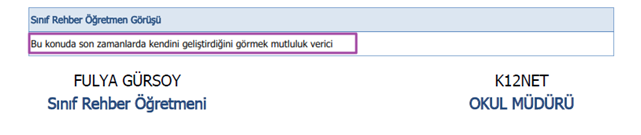 Sınıf Rehber Öğretmen Görüşü
Bu konuda son zamanlarda kendini geliştirdiğini görmek mutluluk verici
FULYA GÜRSOY K12NET
Sınıf Rehber Öğretmeni OKUL MÜDÜRÜ